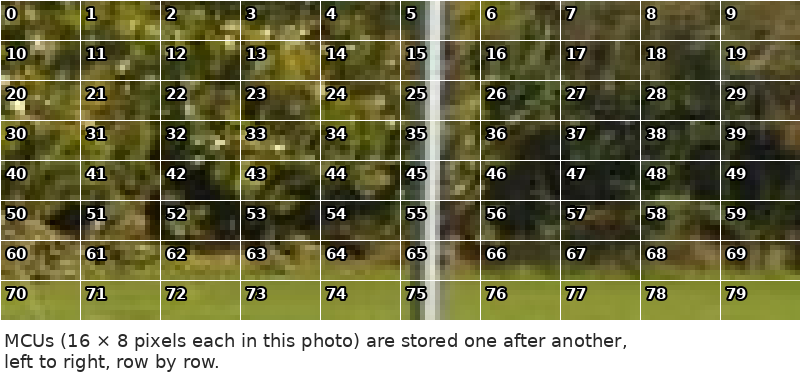 0 1 2 3 4 5 6 7 8 9
10 11 12 13 14 15 16 17 18 19
20 21 22 23 24 25 26 27 28 29
30 31 32 33 34 35 36 37 38 39
40 41 42 43 44 45 46 47 48 49
50 51 52 53 54 55 56 57 58 59
60 61 62 63 64 65 66 67 68 69
70 71 72 73 74 75 76 77 78 79
MCUs (16 × 8 pixels each in this photo) are stored one after another,
left to right, row by row.